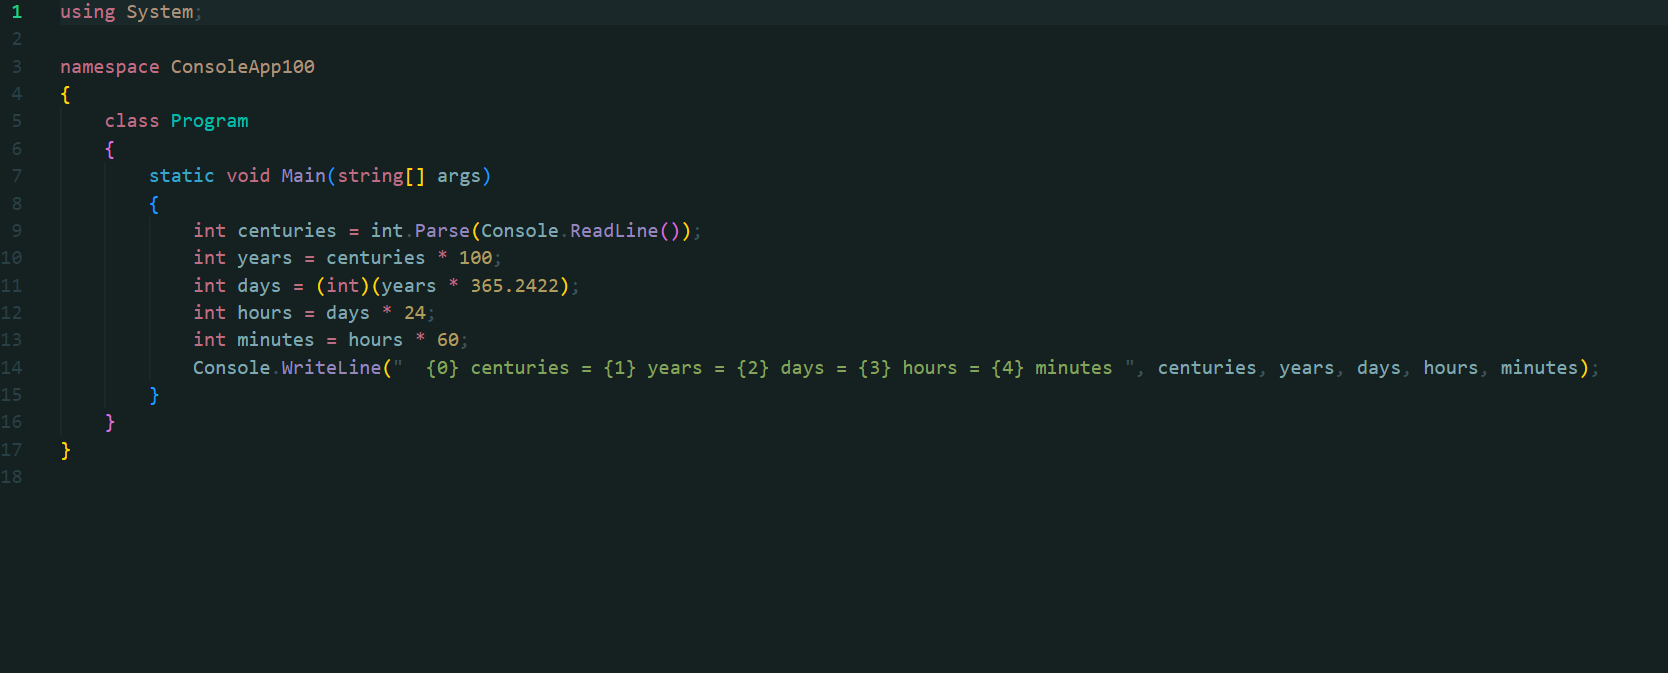 1 using System;
2
3 namespace ConsoleApp100
4 {
5     class Program
6     {
7         static void Main(string[] args)
8         {
9             int centuries = int.Parse(Console.ReadLine());
10             int years = centuries * 100;
11             int days = (int)(years * 365.2422);
12             int hours = days * 24;
13             int minutes = hours * 60;
14             Console.WriteLine("  {0} centuries = {1} years = {2} days = {3} hours = {4} minutes ", centuries, years, days, hours, minutes);
15         }
16     }
17 }
18